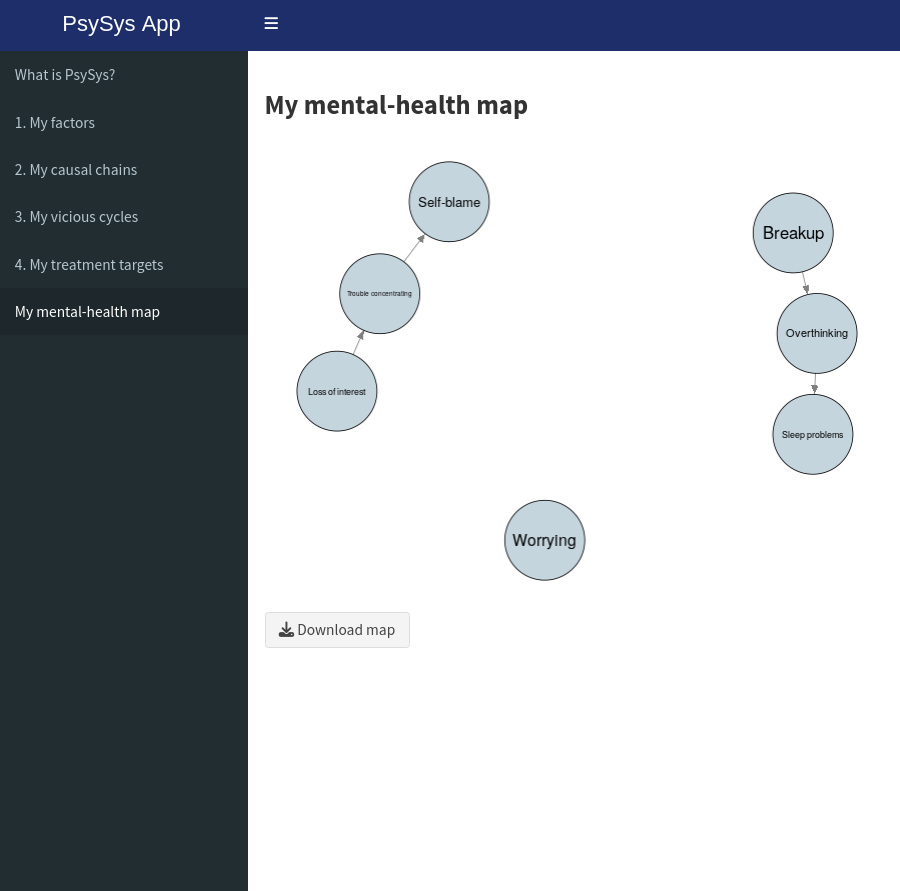 PsySys App
What is PsySys?
1. My factors
2. My causal chains
3. My vicious cycles
4. My treatment targets
My mental-health map
My mental-health map
Self-blame
Trouble concentrating
Loss of interest
Breakup
Overthinking
Sleep problems
Worrying
Download map